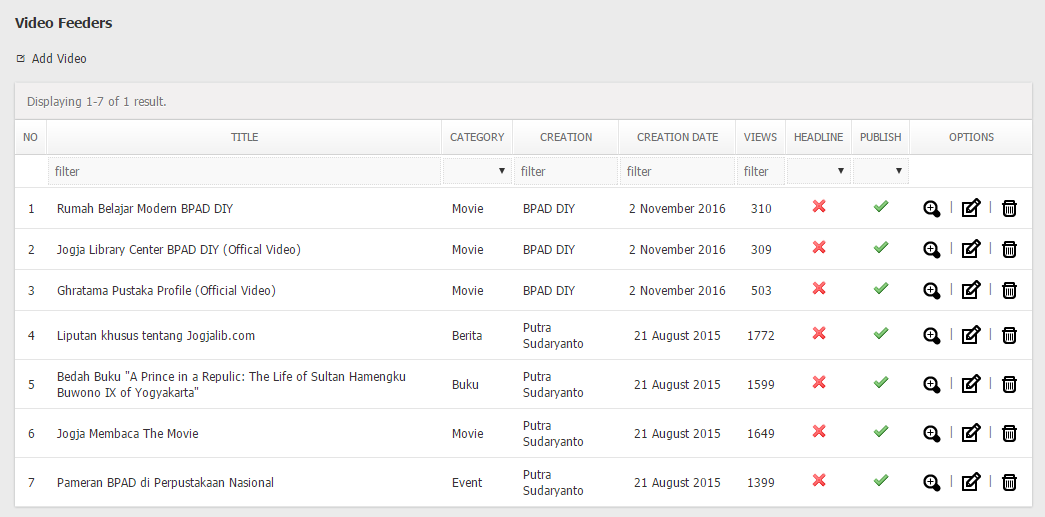 Video Feeders
Add Video
Displaying 1-7 of 1 result.
NO TITLE CATEGORY CREATION CREATION DATE VIEWS HEADLINE PUBLISH OPTIONS
filter filter filter filter
1 Rumah Belajar Modern BPAD DIY Movie BPAD DIY 2 November 2016 310
2 Jogja Library Center BPAD DIY (Offical Video) Movie BPAD DIY 2 November 2016 309
3 Ghratama Pustaka Profile (Official Video) Movie BPAD DIY 2 November 2016 503
4 Liputan khusus tentang Jogjalib.com Berita Putra Sudaryanto 21 August 2015 1772
5 Bedah Buku "A Prince in a Repulic: The Life of Sultan Hamengku
Buwono IX of Yogyakarta" Buku Putra Sudaryanto 21 August 2015 1599
6 Jogja Membaca The Movie Movie Putra Sudaryanto 21 August 2015 1649
7 Pameran BPAD di Perpustakaan Nasional Event Putra Sudaryanto 21 August 2015 1399